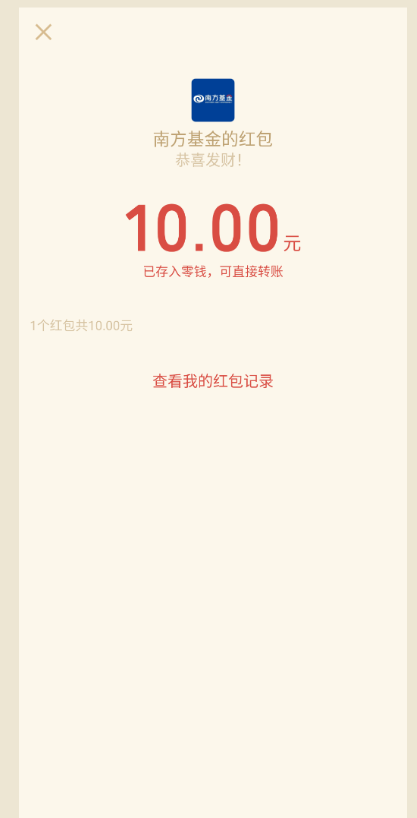 南方基金
南方基金的红包
恭喜发财！
10.00元
已存入零钱，可直接转账
1个红包共10.00元
查看我的红包记录